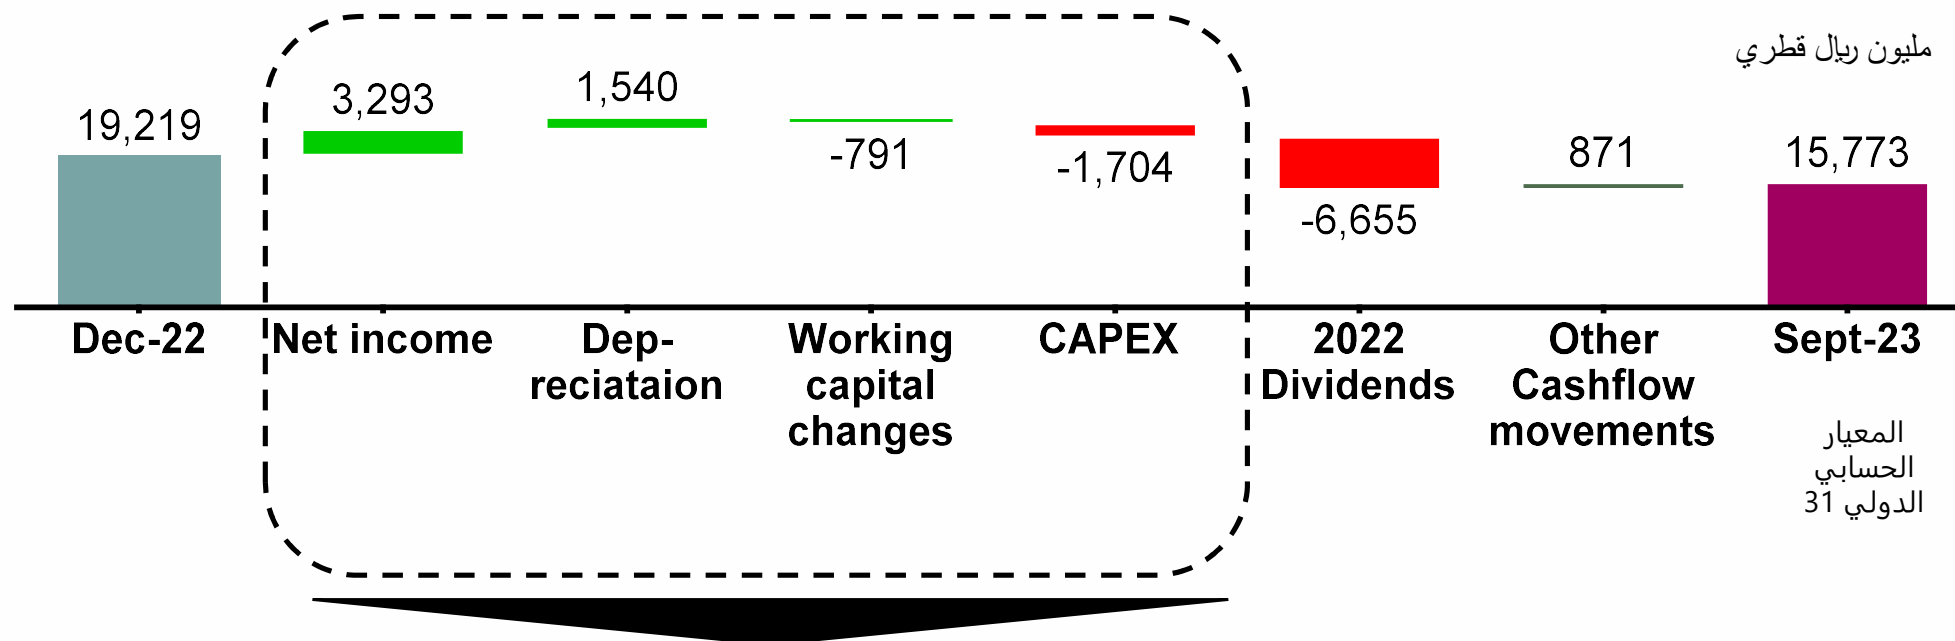 مليون ريال قطري
19,219
3,293
1,540
-791
-1,704
-6,655
871
15,773
Dec-22
Net income
Dep-
reciataion
Working
capital
changes
CAPEX
2022
Dividends
Other
Cashflow
movements
Sept-23
المعيار
الحسابي
الدولي 31